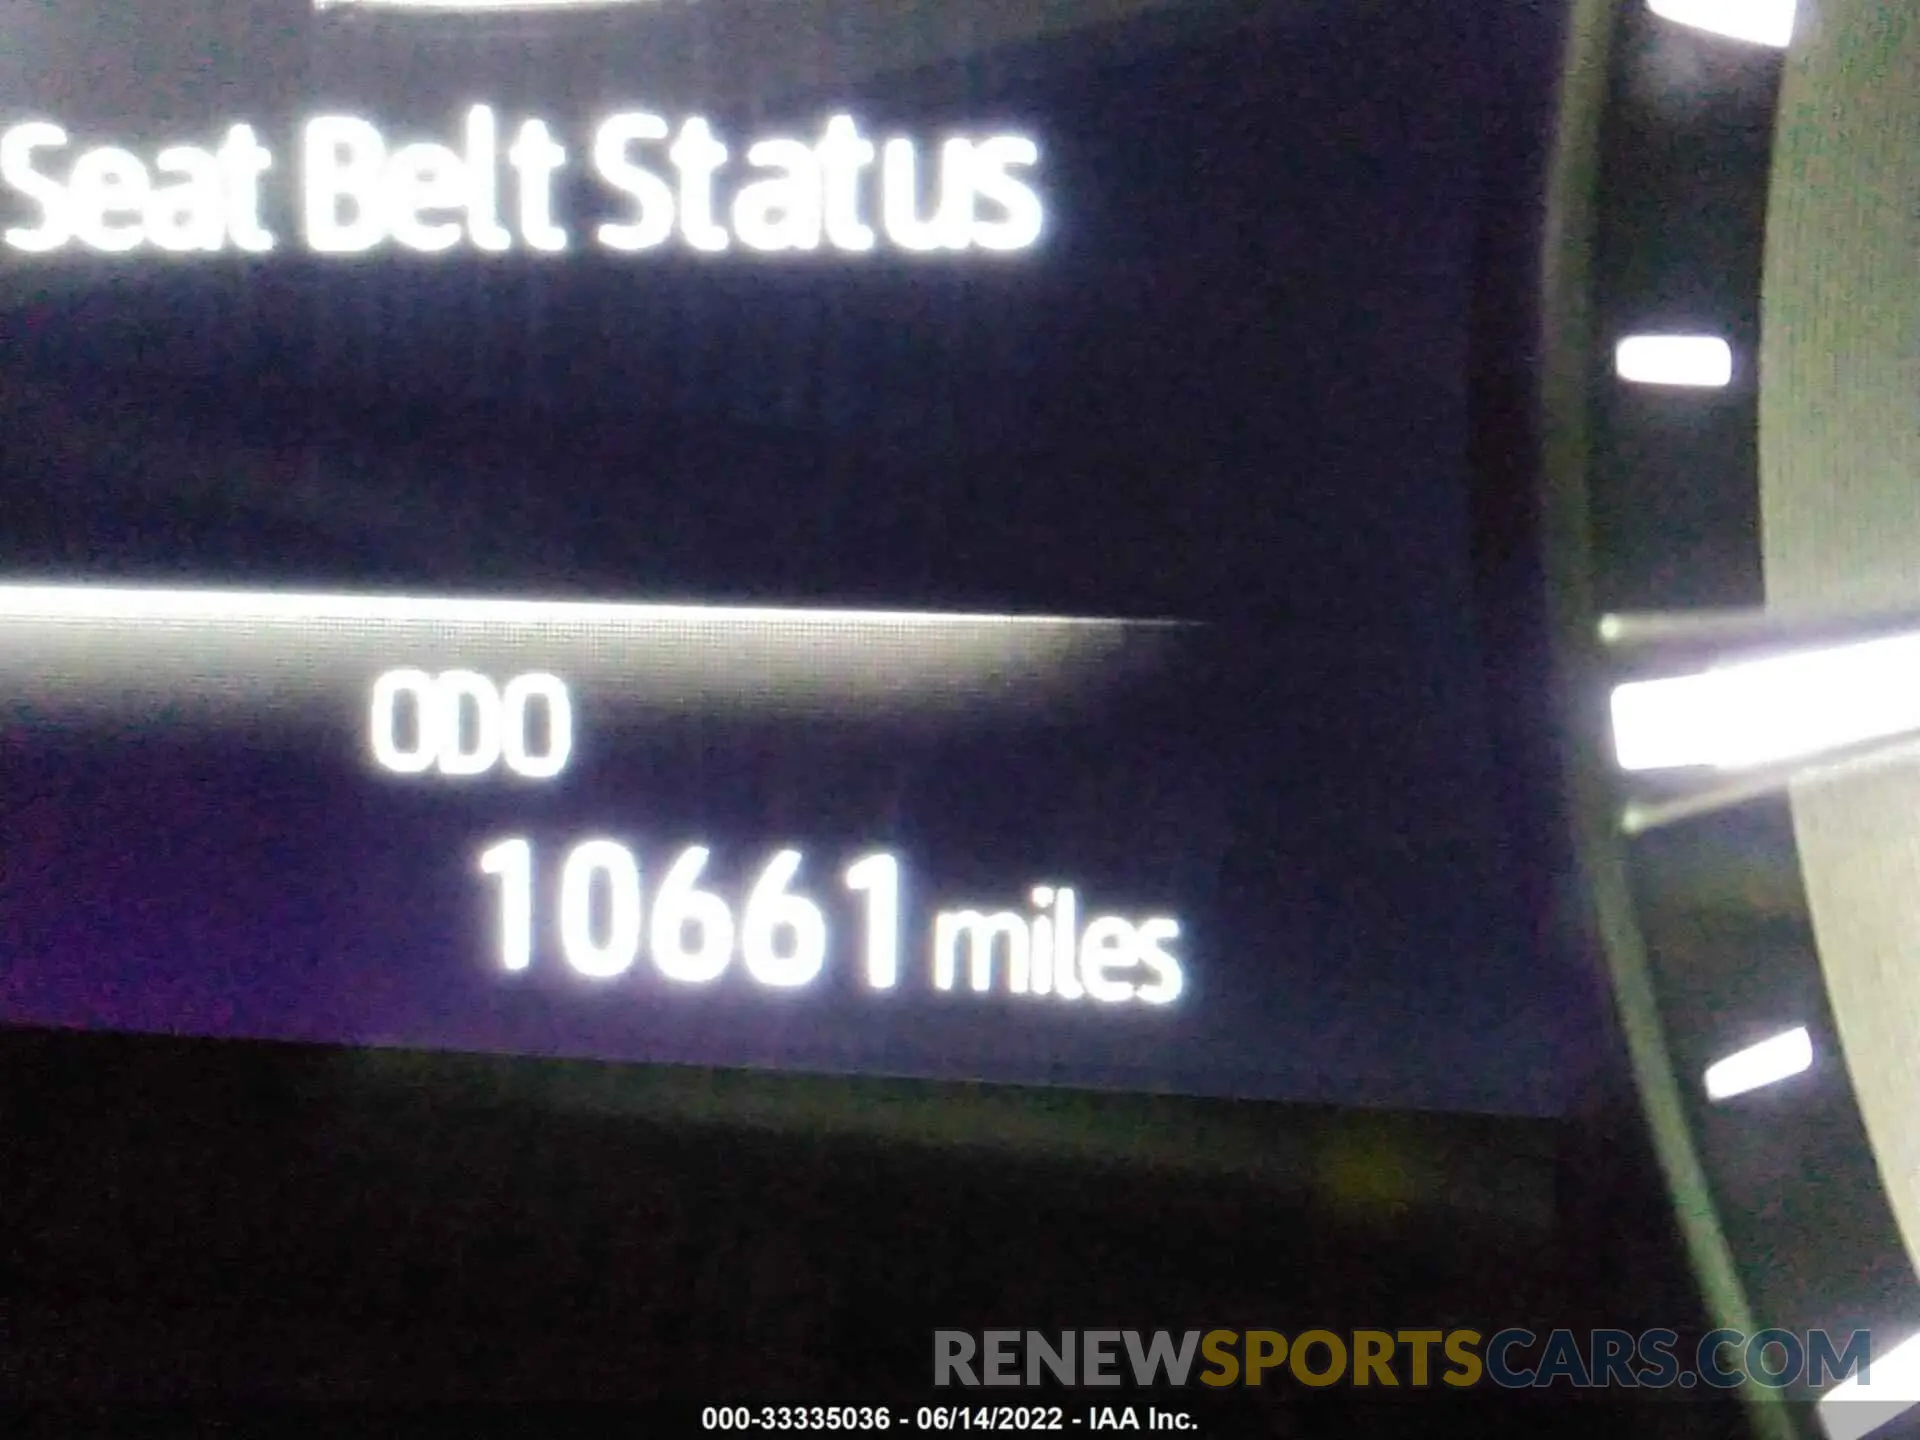 Seat Belt Status
ODO
10661 miles
RENEWSPORTSCARS.COM
000-33335036 - 06/14/2022 - IAA Inc.